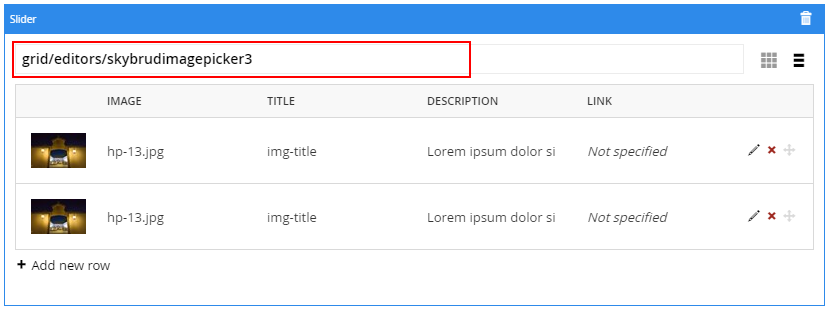 Slider
grid/editors/skybrudimagepicker3
IMAGE TITLE DESCRIPTION LINK
hp-13.jpg img-title Lorem ipsum dolor si Not specified
hp-13.jpg img-title Lorem ipsum dolor si Not specified
Add new row